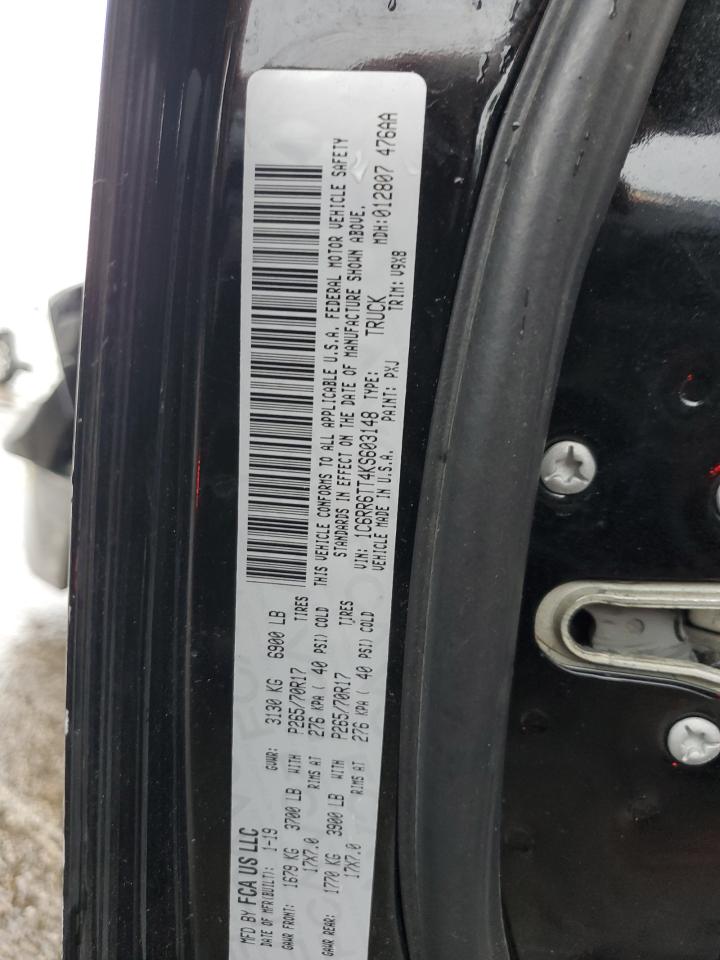 MFD BY FCA US LLC
DATE OF MFR(BUILT): 1-19 GVWR: 3130 KG 6900 LB
GAWR FRONT: 1679 KG 3700 LB WITH P265/70R17 TIRES
17X7.0 RIMS AT 276 KPA ( 40 PSI) COLD
GAWR REAR: 1770 KG 3900 LB WITH P265/70R17 TIRES
17X7.0 RIMS AT 276 KPA ( 40 PSI) COLD
THIS VEHICLE CONFORMS TO ALL APPLICABLE U.S.A. FEDERAL MOTOR VEHICLE SAFETY
STANDARDS IN EFFECT ON THE DATE OF MANUFACTURE SHOWN ABOVE.
VIN: 1C6RR6TT4KS603148 TYPE: TRUCK MDH:012807 476AA
VEHICLE MADE IN U.S.A. PAINT: PXJ TRIM: V9X8